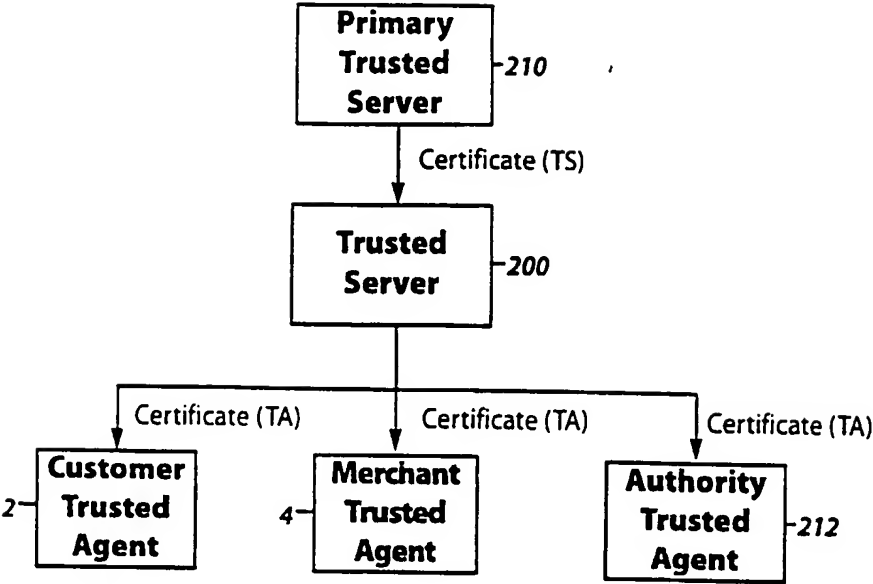 Primary
Trusted
Server
210
Certificate (TS)
Trusted
Server
200
Certificate (TA)
Certificate (TA)
Certificate (TA)
Customer
Trusted
Agent
2
Merchant
Trusted
Agent
4
Authority
Trusted
Agent
212